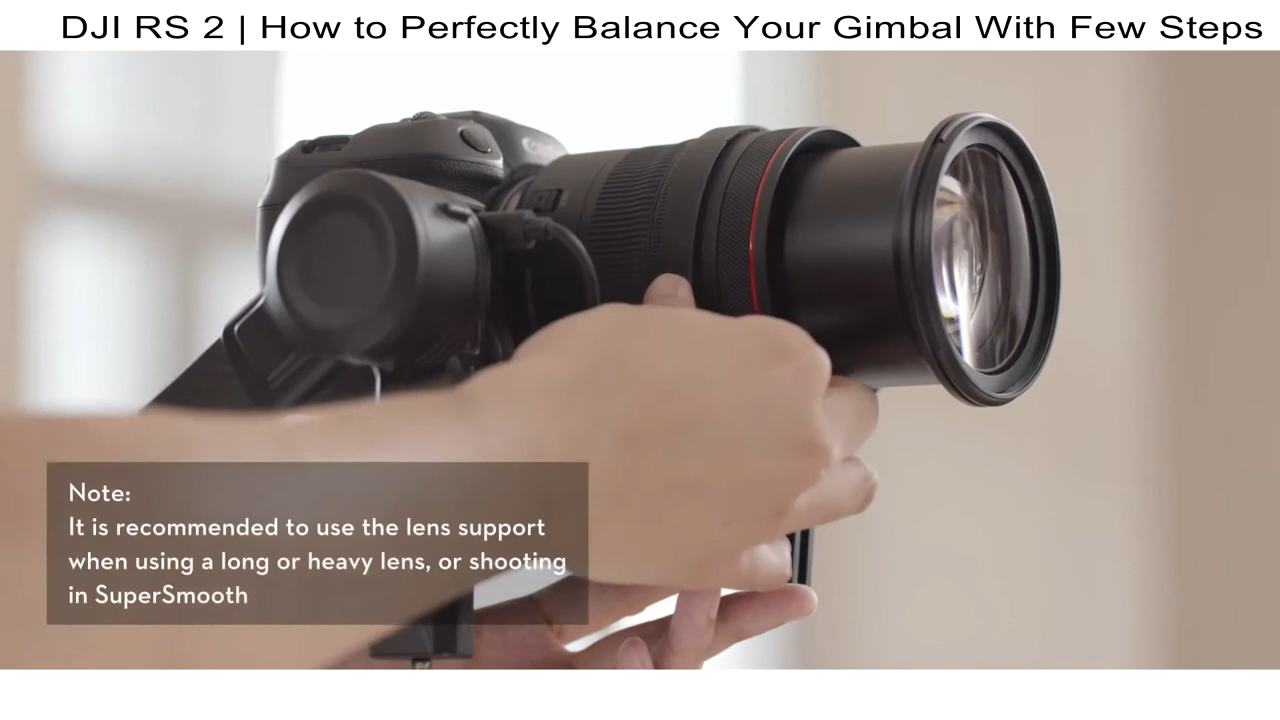 DJI RS 2 | How to Perfectly Balance Your Gimbal With Few Steps
Note:
It is recommended to use the lens support
when using a long or heavy lens, or shooting
in SuperSmooth